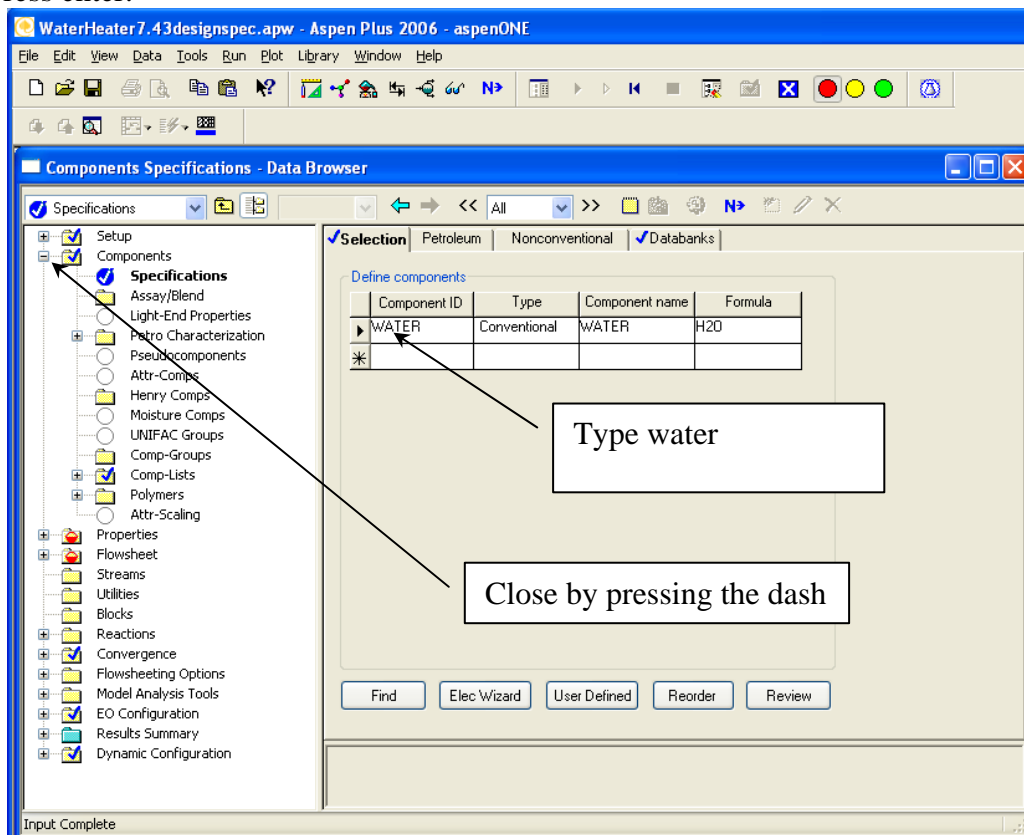 ress enter.
WaterHeater7.43designspec.apw - Aspen Plus 2006 - aspenONE
File Edit View Data Tools Run Plot Library Window Help
N>
Components Specifications - Data Browser
Specifications << All >> N>
Setup
Components
Specifications
Assay/Blend
Light-End Properties
Petro Characterization
Pseudocomponents
Attr-Comps
Henry Comps
Moisture Comps
UNIFAC Groups
Comp-Groups
Comp-Lists
Polymers
Attr-Scaling
Properties
Flowsheet
Streams
Utilities
Blocks
Reactions
Convergence
Flowsheeting Options
Model Analysis Tools
EO Configuration
Results Summary
Dynamic Configuration
Selection Petroleum Nonconventional Databanks
Define components
Component ID Type Component name Formula
WATER Conventional WATER H2O
Type water
Close by pressing the dash
Find Elec Wizard User Defined Reorder Review
Input Complete